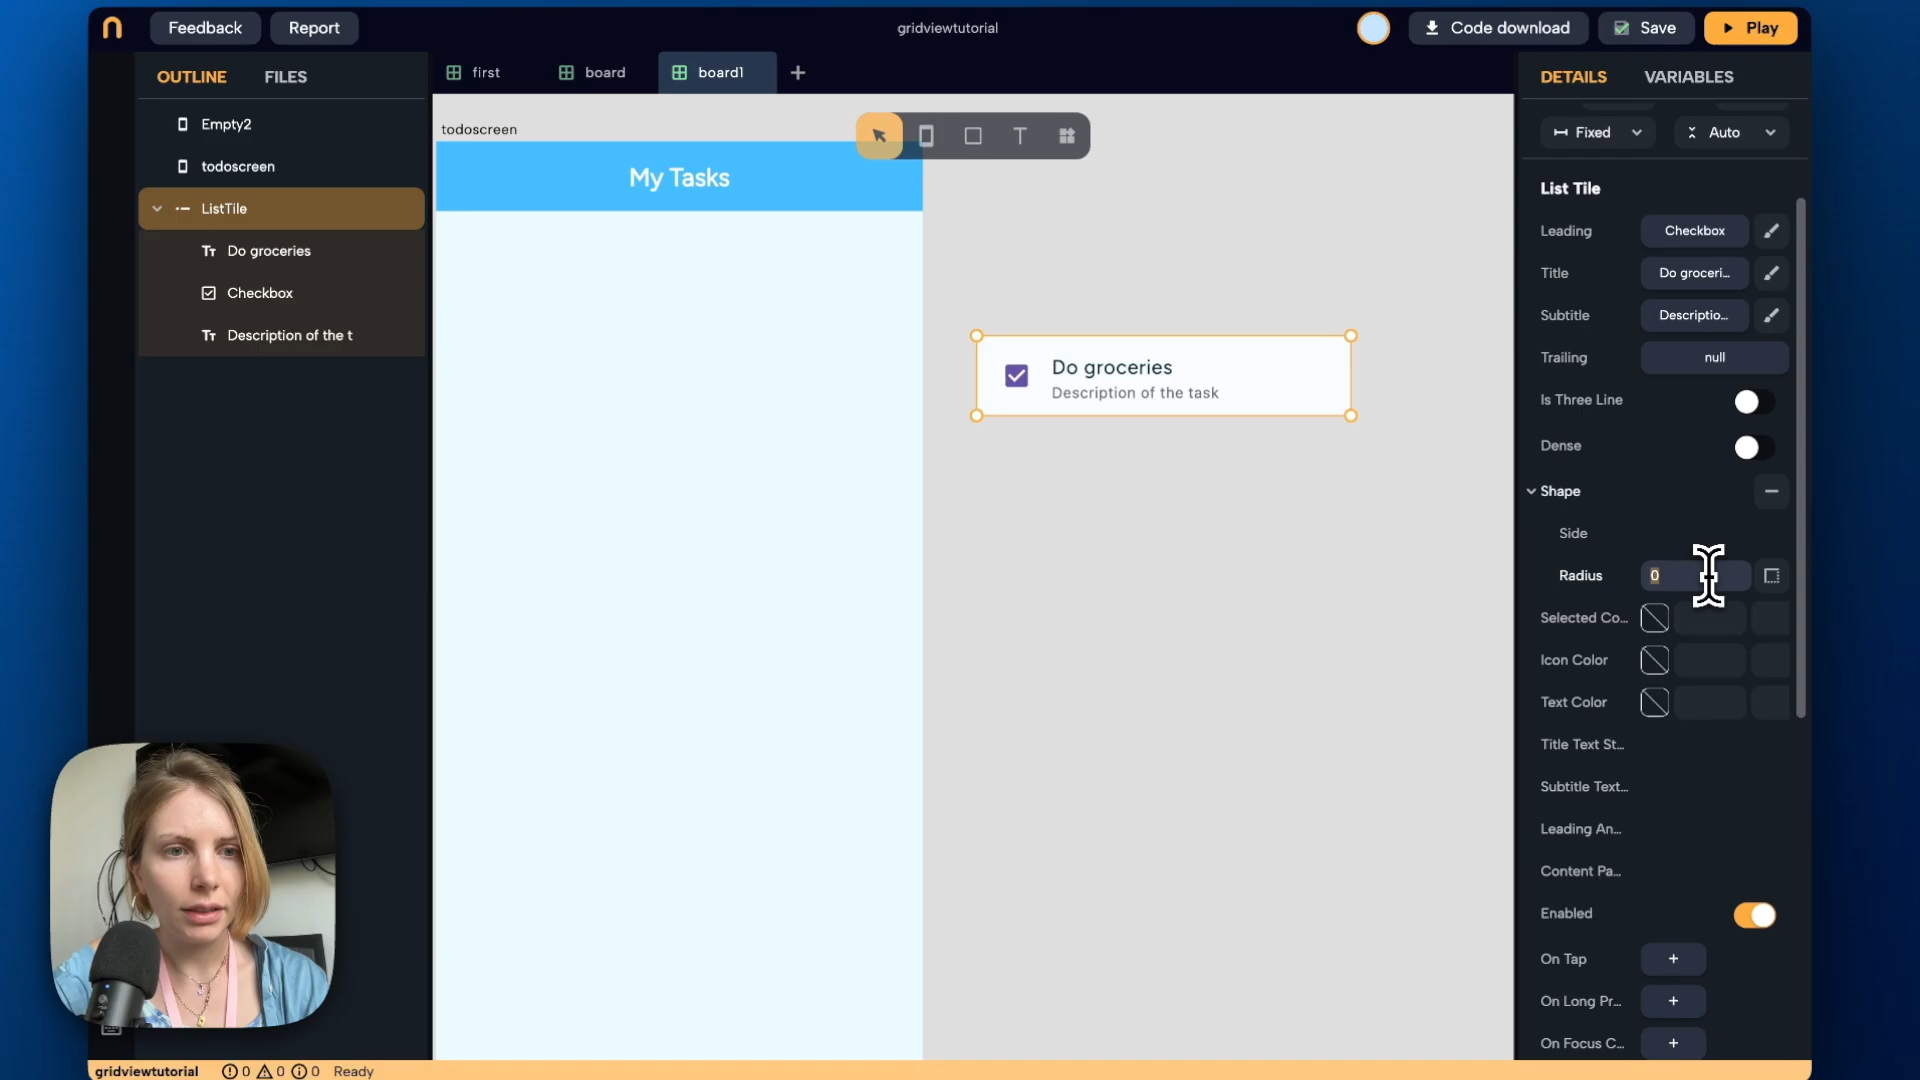 Feedback
Report
gridviewtutorial
Code download
Save
Play
OUTLINE
FILES
first
board
board1
DETAILS
VARIABLES
Empty2
todoscreen
ListTile
Do groceries
Checkbox
Description of the t
todoscreen
My Tasks
Do groceries
Description of the task
Fixed
Auto
List Tile
Leading
Checkbox
Title
Do groceri...
Subtitle
Descriptio...
Trailing
null
Is Three Line
Dense
Shape
Side
Radius
0
Selected Co...
Icon Color
Text Color
Title Text St...
Subtitle Text...
Leading An...
Content Pa...
Enabled
On Tap
On Long Pr...
On Focus C...
gridviewtutorial
0
0
0
Ready